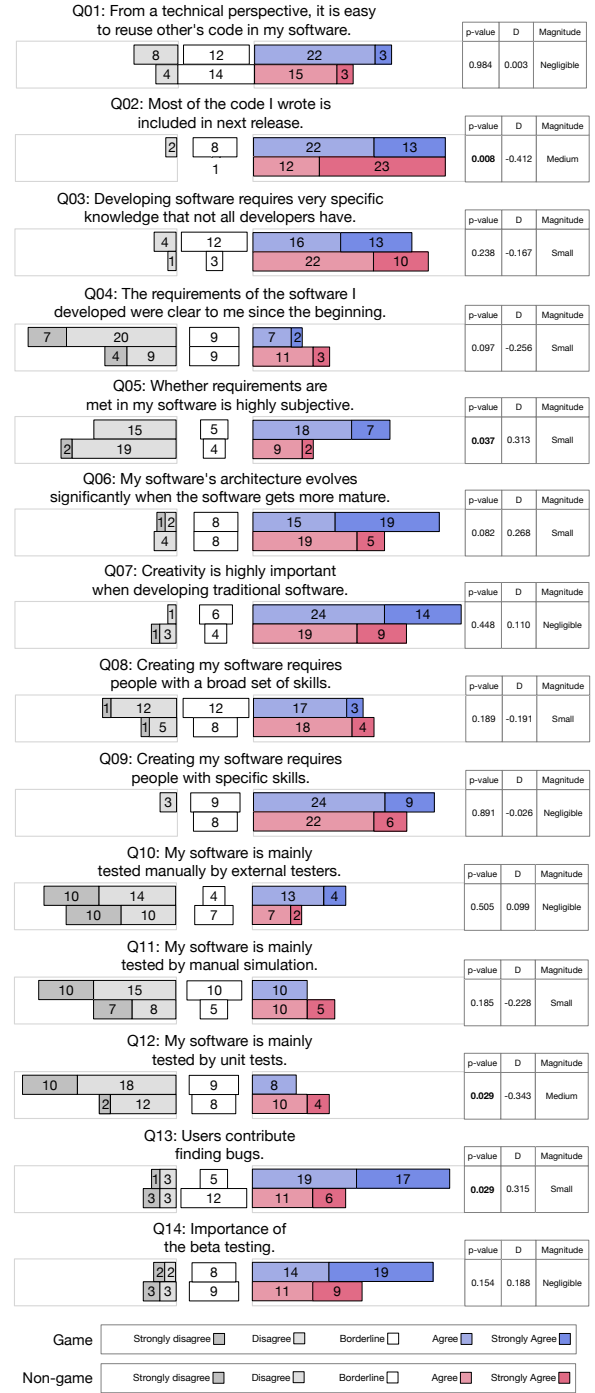 Q01: From a technical perspective, it is easy
to reuse other's code in my software.
8 12 22 3
4 14 15 3
p-value D Magnitude
0.984 0.003 Negligible
Q02: Most of the code I wrote is
included in next release.
2 8 22 13
1 12 23
p-value D Magnitude
0.008 -0.412 Medium
Q03: Developing software requires very specific
knowledge that not all developers have.
4 12 16 13
1 3 22 10
p-value D Magnitude
0.238 -0.167 Small
Q04: The requirements of the software I
developed were clear to me since the beginning.
7 20 9 7 2
4 9 9 11 3
p-value D Magnitude
0.097 -0.256 Small
Q05: Whether requirements are
met in my software is highly subjective.
15 5 18 7
2 19 4 9 2
p-value D Magnitude
0.037 0.313 Small
Q06: My software's architecture evolves
significantly when the software gets more mature.
1 2 8 15 19
4 8 19 5
p-value D Magnitude
0.082 0.268 Small
Q07: Creativity is highly important
when developing traditional software.
1 6 24 14
1 3 4 19 9
p-value D Magnitude
0.448 0.110 Negligible
Q08: Creating my software requires
people with a broad set of skills.
1 12 12 17 3
1 5 8 18 4
p-value D Magnitude
0.189 -0.191 Small
Q09: Creating my software requires
people with specific skills.
3 9 24 9
8 22 6
p-value D Magnitude
0.891 -0.026 Negligible
Q10: My software is mainly
tested manually by external testers.
10 14 4 13 4
10 10 7 7 2
p-value D Magnitude
0.505 0.099 Negligible
Q11: My software is mainly
tested by manual simulation.
10 15 10 10
7 8 5 10 5
p-value D Magnitude
0.185 -0.228 Small
Q12: My software is mainly
tested by unit tests.
10 18 9 8
2 12 8 10 4
p-value D Magnitude
0.029 -0.343 Medium
Q13: Users contribute
finding bugs.
1 3 5 19 17
3 3 12 11 6
p-value D Magnitude
0.029 0.315 Small
Q14: Importance of
the beta testing.
2 2 8 14 19
3 3 9 11 9
p-value D Magnitude
0.154 0.188 Negligible
Game Strongly disagree Disagree Borderline Agree Strongly Agree
Non-game Strongly disagree Disagree Borderline Agree Strongly Agree